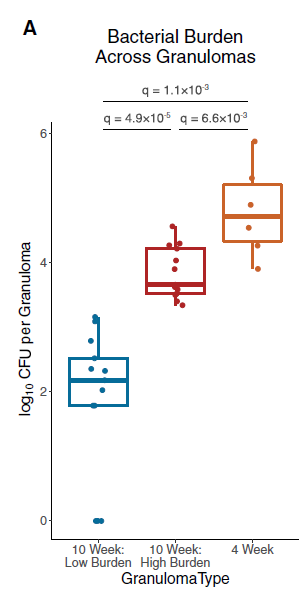 A
Bacterial Burden
Across Granulomas
q = 1.1×10⁻³
q = 4.9×10⁻⁵ q = 6.6×10⁻³
log₁₀ CFU per Granuloma
6
4
2
0
10 Week:
Low Burden
10 Week:
High Burden
4 Week
GranulomaType